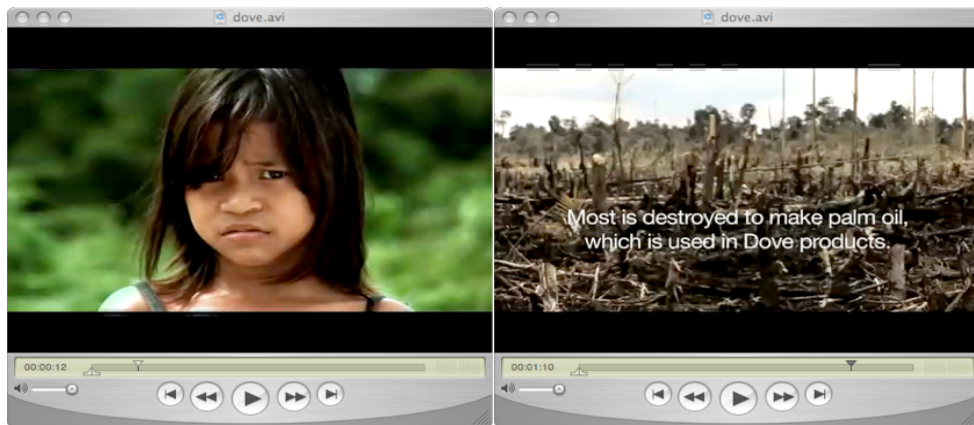 dove.avi
00:00:12
dove.avi
Most is destroyed to make palm oil,
which is used in Dove products.
00:01:10